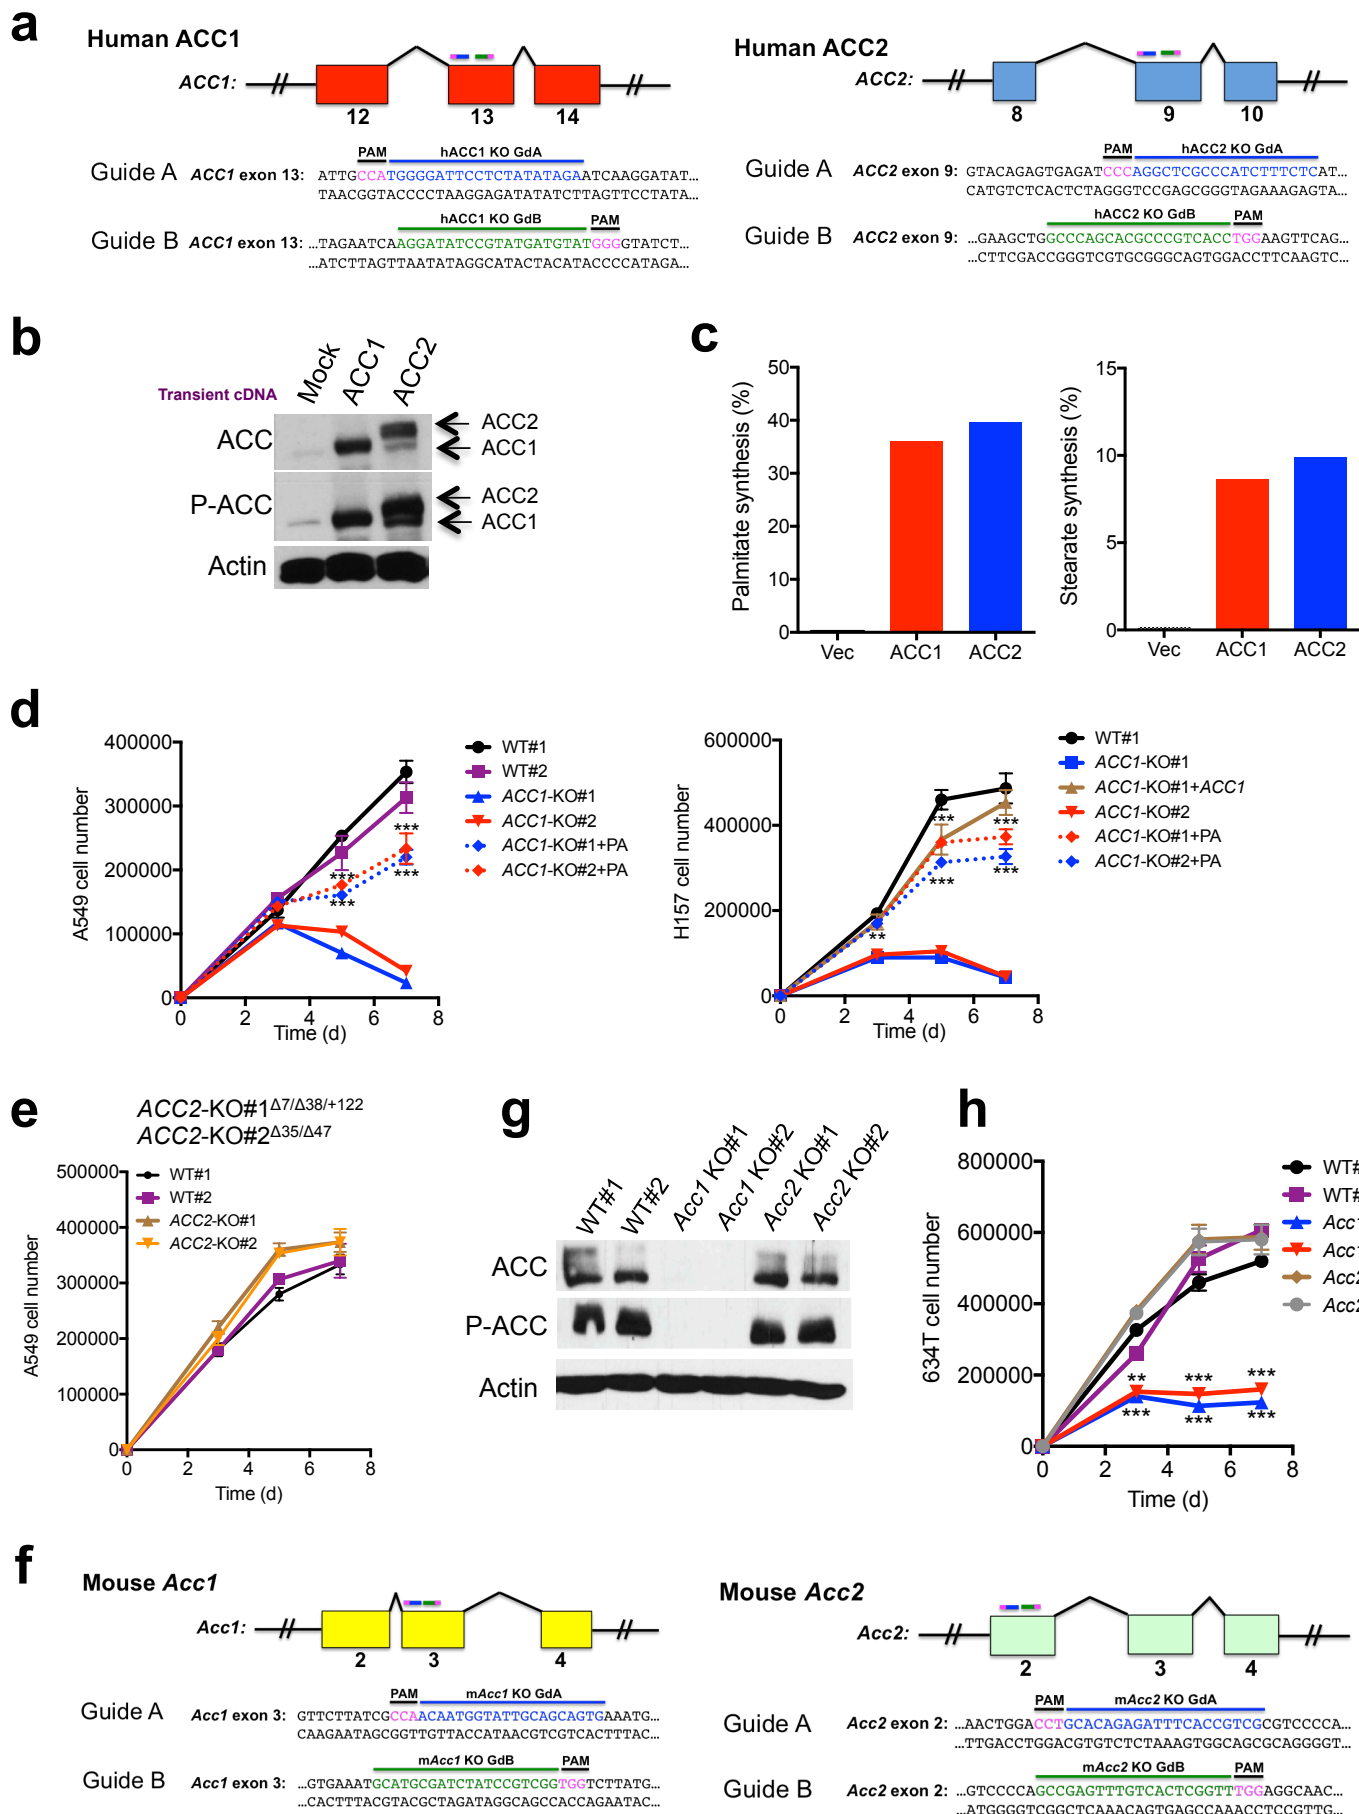 a
Human ACC1
ACC1:
12
13
14
PAM
hACC1 KO GdA
Guide A
ACC1 exon 13:
ATTGCCATGGGGATTCCTCTATATAGAATCAAGGATAT...
TAACGGTACCCCTAAGGAGATATATCTTAGTTCCTATA...
hACC1 KO GdB
PAM
Guide B
ACC1 exon 13:
...TAGAATCAAGGATATCCGTATGATGTATGGGGTATCT...
...ATCTTAGTTAATATAGGCATACTACATACCCCATAGA...
Human ACC2
ACC2:
8
9
10
PAM
hACC2 KO GdA
Guide A
ACC2 exon 9:
GTACAGAGTGAGATCCCAGGCTCGCCCATCTTTCTCAT...
CATGTCTCACTCTAGGGTCCGAGCGGGTAGAAAGAGTA...
hACC2 KO GdB
PAM
Guide B
ACC2 exon 9:
...GAAGCTGGCCCAGCACGCCCGTCACCTGGAAGTTCAG...
...CTTCGACCGGGTCGTGCGGGCAGTGGACCTTCAAGTC...
b
Transient cDNA
Mock
ACC1
ACC2
ACC
ACC2
ACC1
P-ACC
ACC2
ACC1
Actin
c
Palmitate synthesis (%)
50
40
30
20
10
0
Vec
ACC1
ACC2
Stearate synthesis (%)
15
10
5
0
Vec
ACC1
ACC2
d
A549 cell number
400000
300000
200000
100000
0
0
2
4
6
8
Time (d)
***
***
***
***
WT#1
WT#2
ACC1-KO#1
ACC1-KO#2
ACC1-KO#1+PA
ACC1-KO#2+PA
H157 cell number
600000
400000
200000
0
0
2
4
6
8
Time (d)
**
***
***
***
***
WT#1
ACC1-KO#1
ACC1-KO#1+ACC1
ACC1-KO#2
ACC1-KO#1+PA
ACC1-KO#2+PA
e
ACC2-KO#1Δ7/Δ38/+122
ACC2-KO#2Δ35/Δ47
A549 cell number
500000
400000
300000
200000
100000
0
0
2
4
6
8
Time (d)
WT#1
WT#2
ACC2-KO#1
ACC2-KO#2
g
WT#1
WT#2
Acc1 KO#1
Acc1 KO#2
Acc2 KO#1
Acc2 KO#2
ACC
P-ACC
Actin
h
634T cell number
800000
600000
400000
200000
0
0
2
4
6
8
Time (d)
**
***
***
***
***
***
WT#
WT#
Acc1
Acc1
Acc2
Acc2
f
Mouse Acc1
Acc1:
2
3
4
PAM
mAcc1 KO GdA
Guide A
Acc1 exon 3:
GTTCTTATCGCCAACAATGGTATTGCAGCAGTGAAATG...
CAAGAATAGCGGTTGTTACCATAACGTCGTCACTTTAC...
mAcc1 KO GdB
PAM
Guide B
Acc1 exon 3:
...GTGAAATGCATGCGATCTATCCGTCGGTGGTCTTATG...
...CACTTTACGTACGCTAGATAGGCAGCCACCAGAATAC...
Mouse Acc2
Acc2:
2
3
4
PAM
mAcc2 KO GdA
Guide A
Acc2 exon 2:
...AACTGGACCTGCACAGAGATTTCACCGTCGCGTCCCCA...
...TTGACCTGGACGTGTCTCTAAAGTGGCAGCGCAGGGGT...
mAcc2 KO GdB
PAM
Guide B
Acc2 exon 2:
...GTCCCCAGCCGAGTTTGTCACTCGGTTTGGAGGCAAC...
...ATGGGGTCGGCTCAAACAGTGAGCCAAACCTCCGTTG...